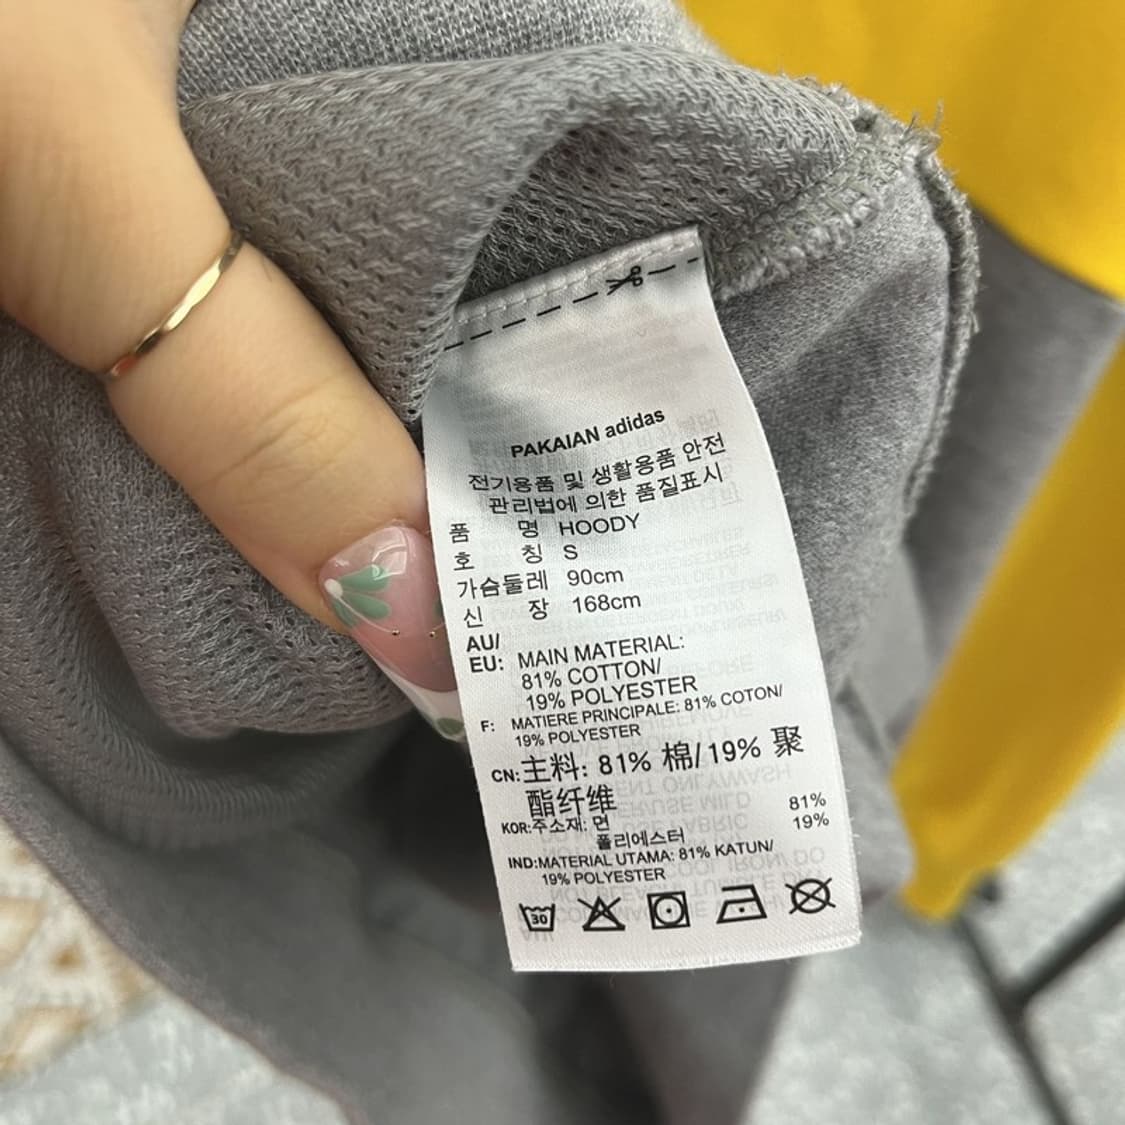 PAKAIAN adidas
전기용품 및 생활용품 안전
관리법에 의한 품질표시
품 명 HOODY
호 칭 S
가슴둘레 90cm
신 장 168cm
AU/
EU: MAIN MATERIAL:
81% COTTON/
19% POLYESTER
F: MATIERE PRINCIPALE: 81% COTON/
19% POLYESTER
CN:主料: 81% 棉/19% 聚
酯纤维
KOR:주소재: 면 81%
폴리에스터 19%
IND:MATERIAL UTAMA: 81% KATUN/
19% POLYESTER
30